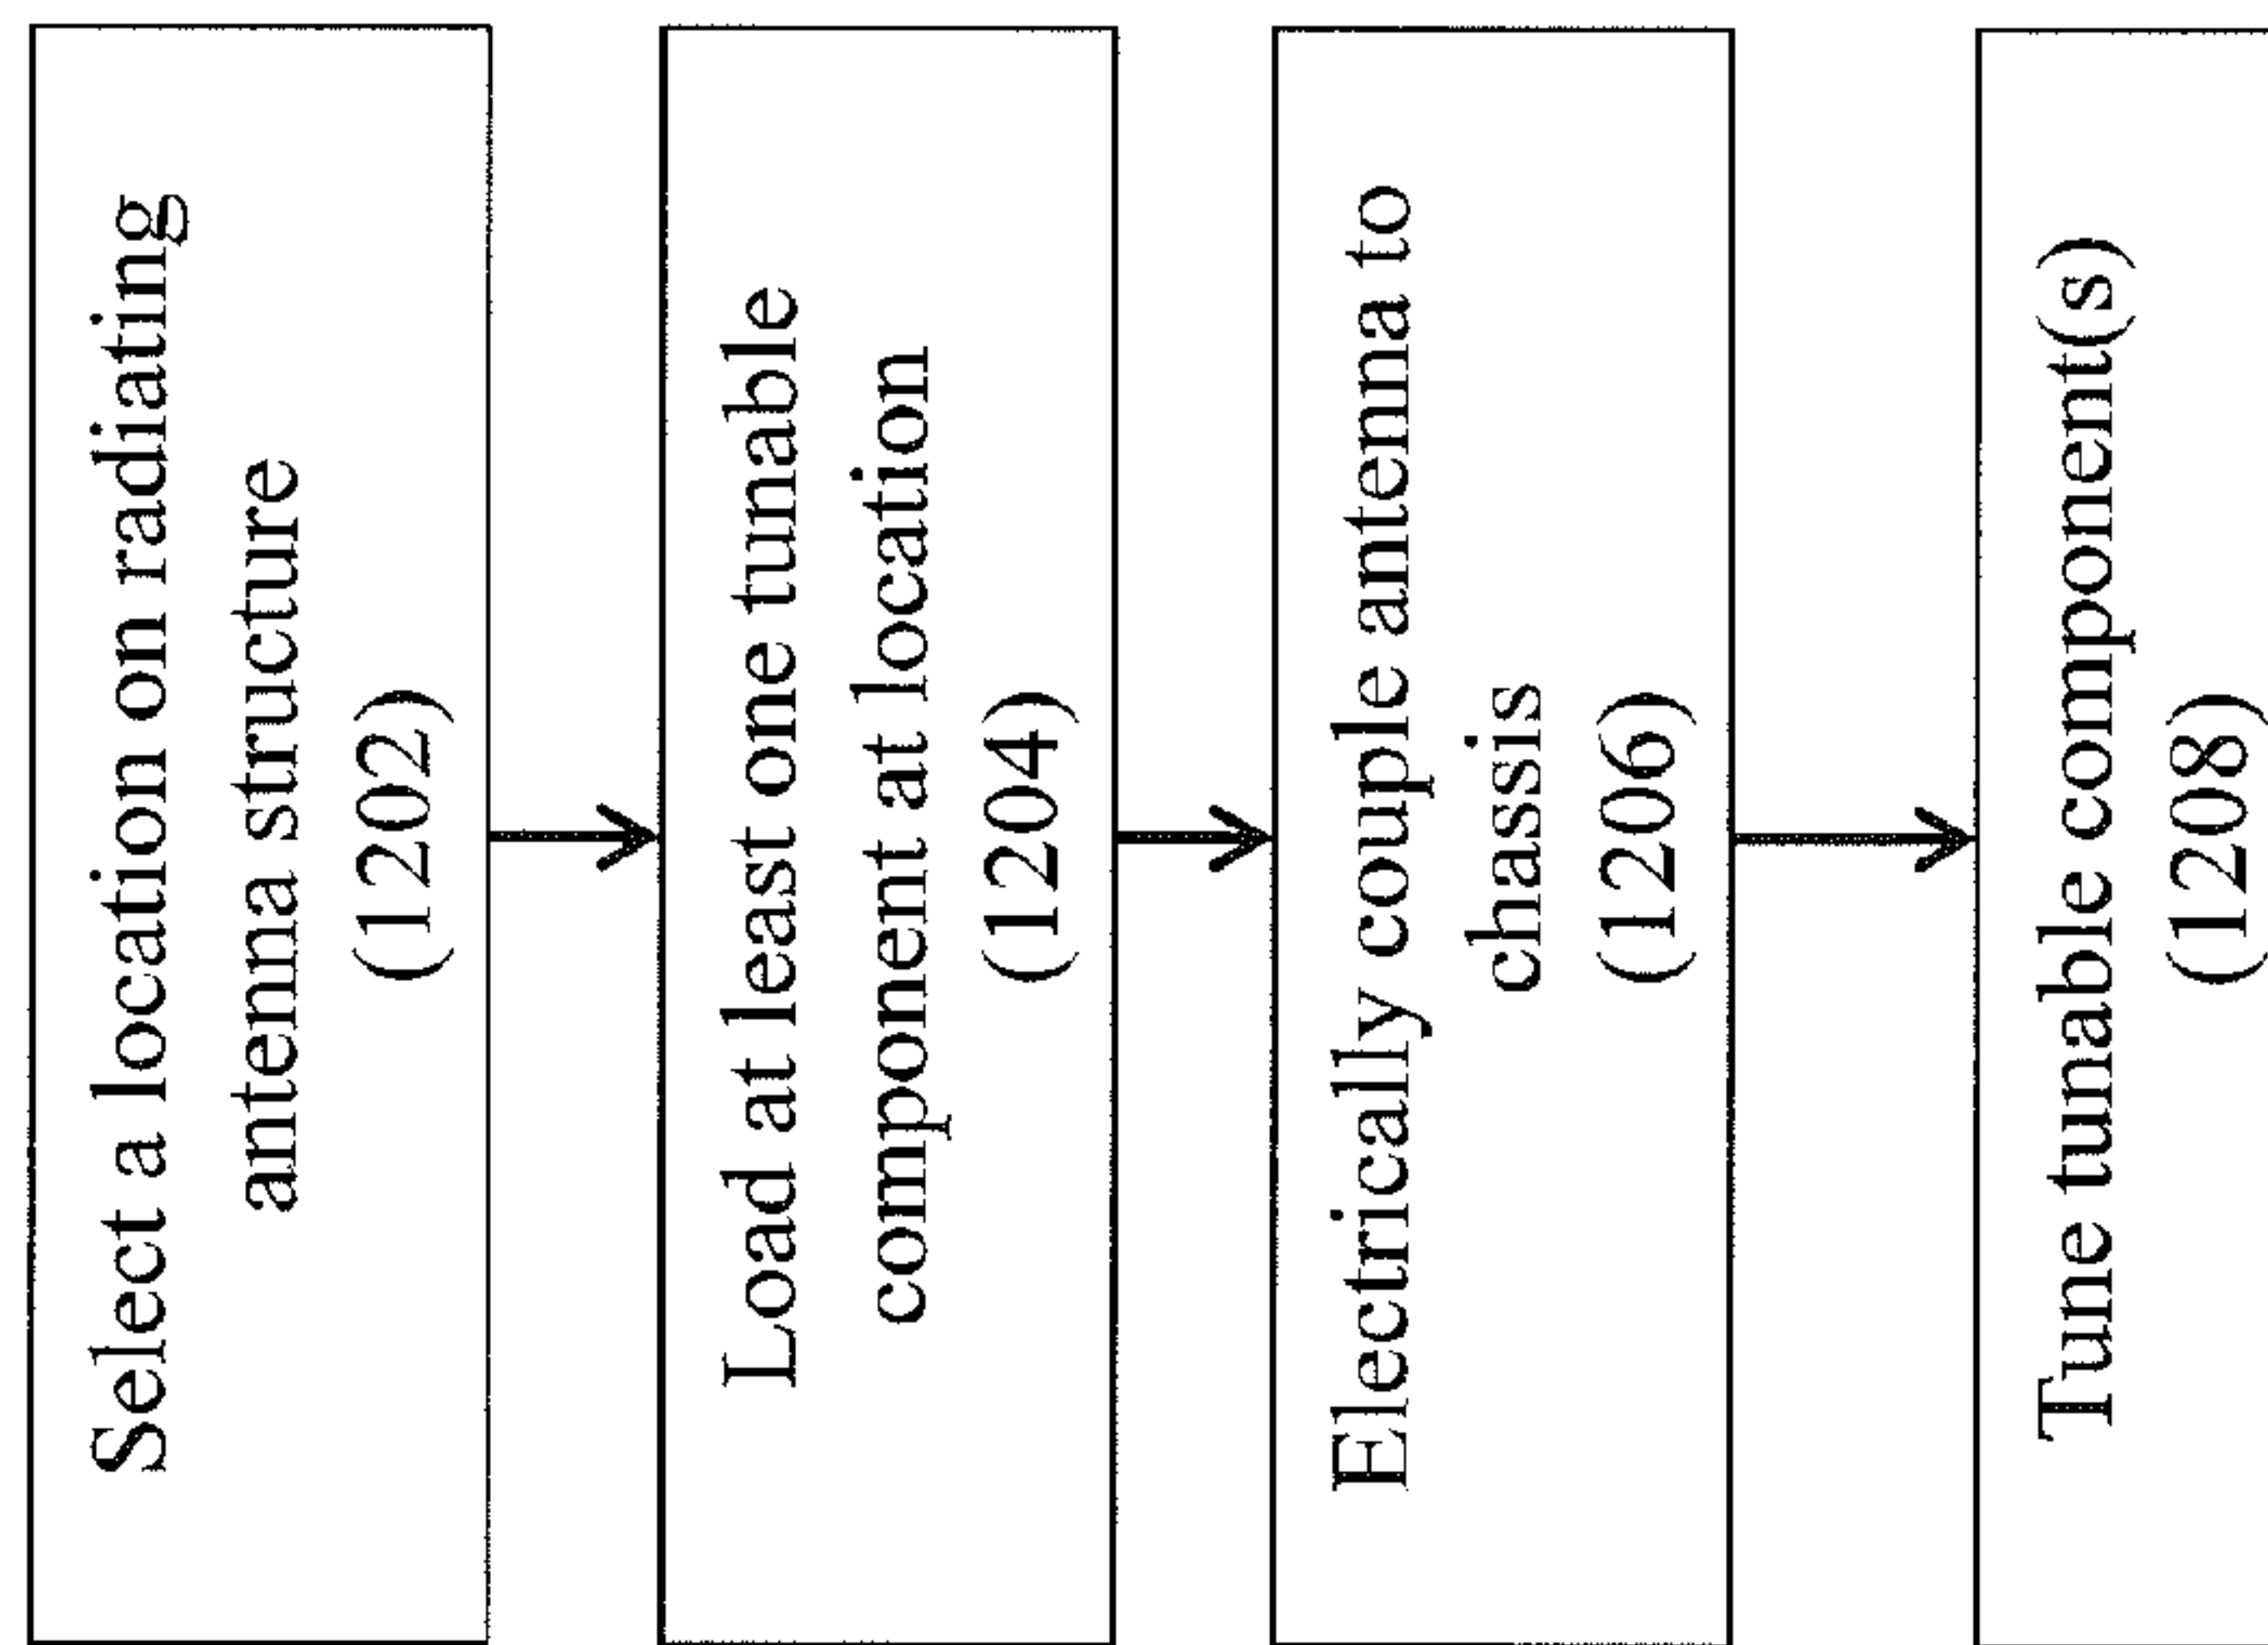 Select a location on radiating
antenna structure
(1202)
Load at least one tunable
component at location
(1204)
Electrically couple antenna to
chassis
(1206)
Tune tunable component(s)
(1208)